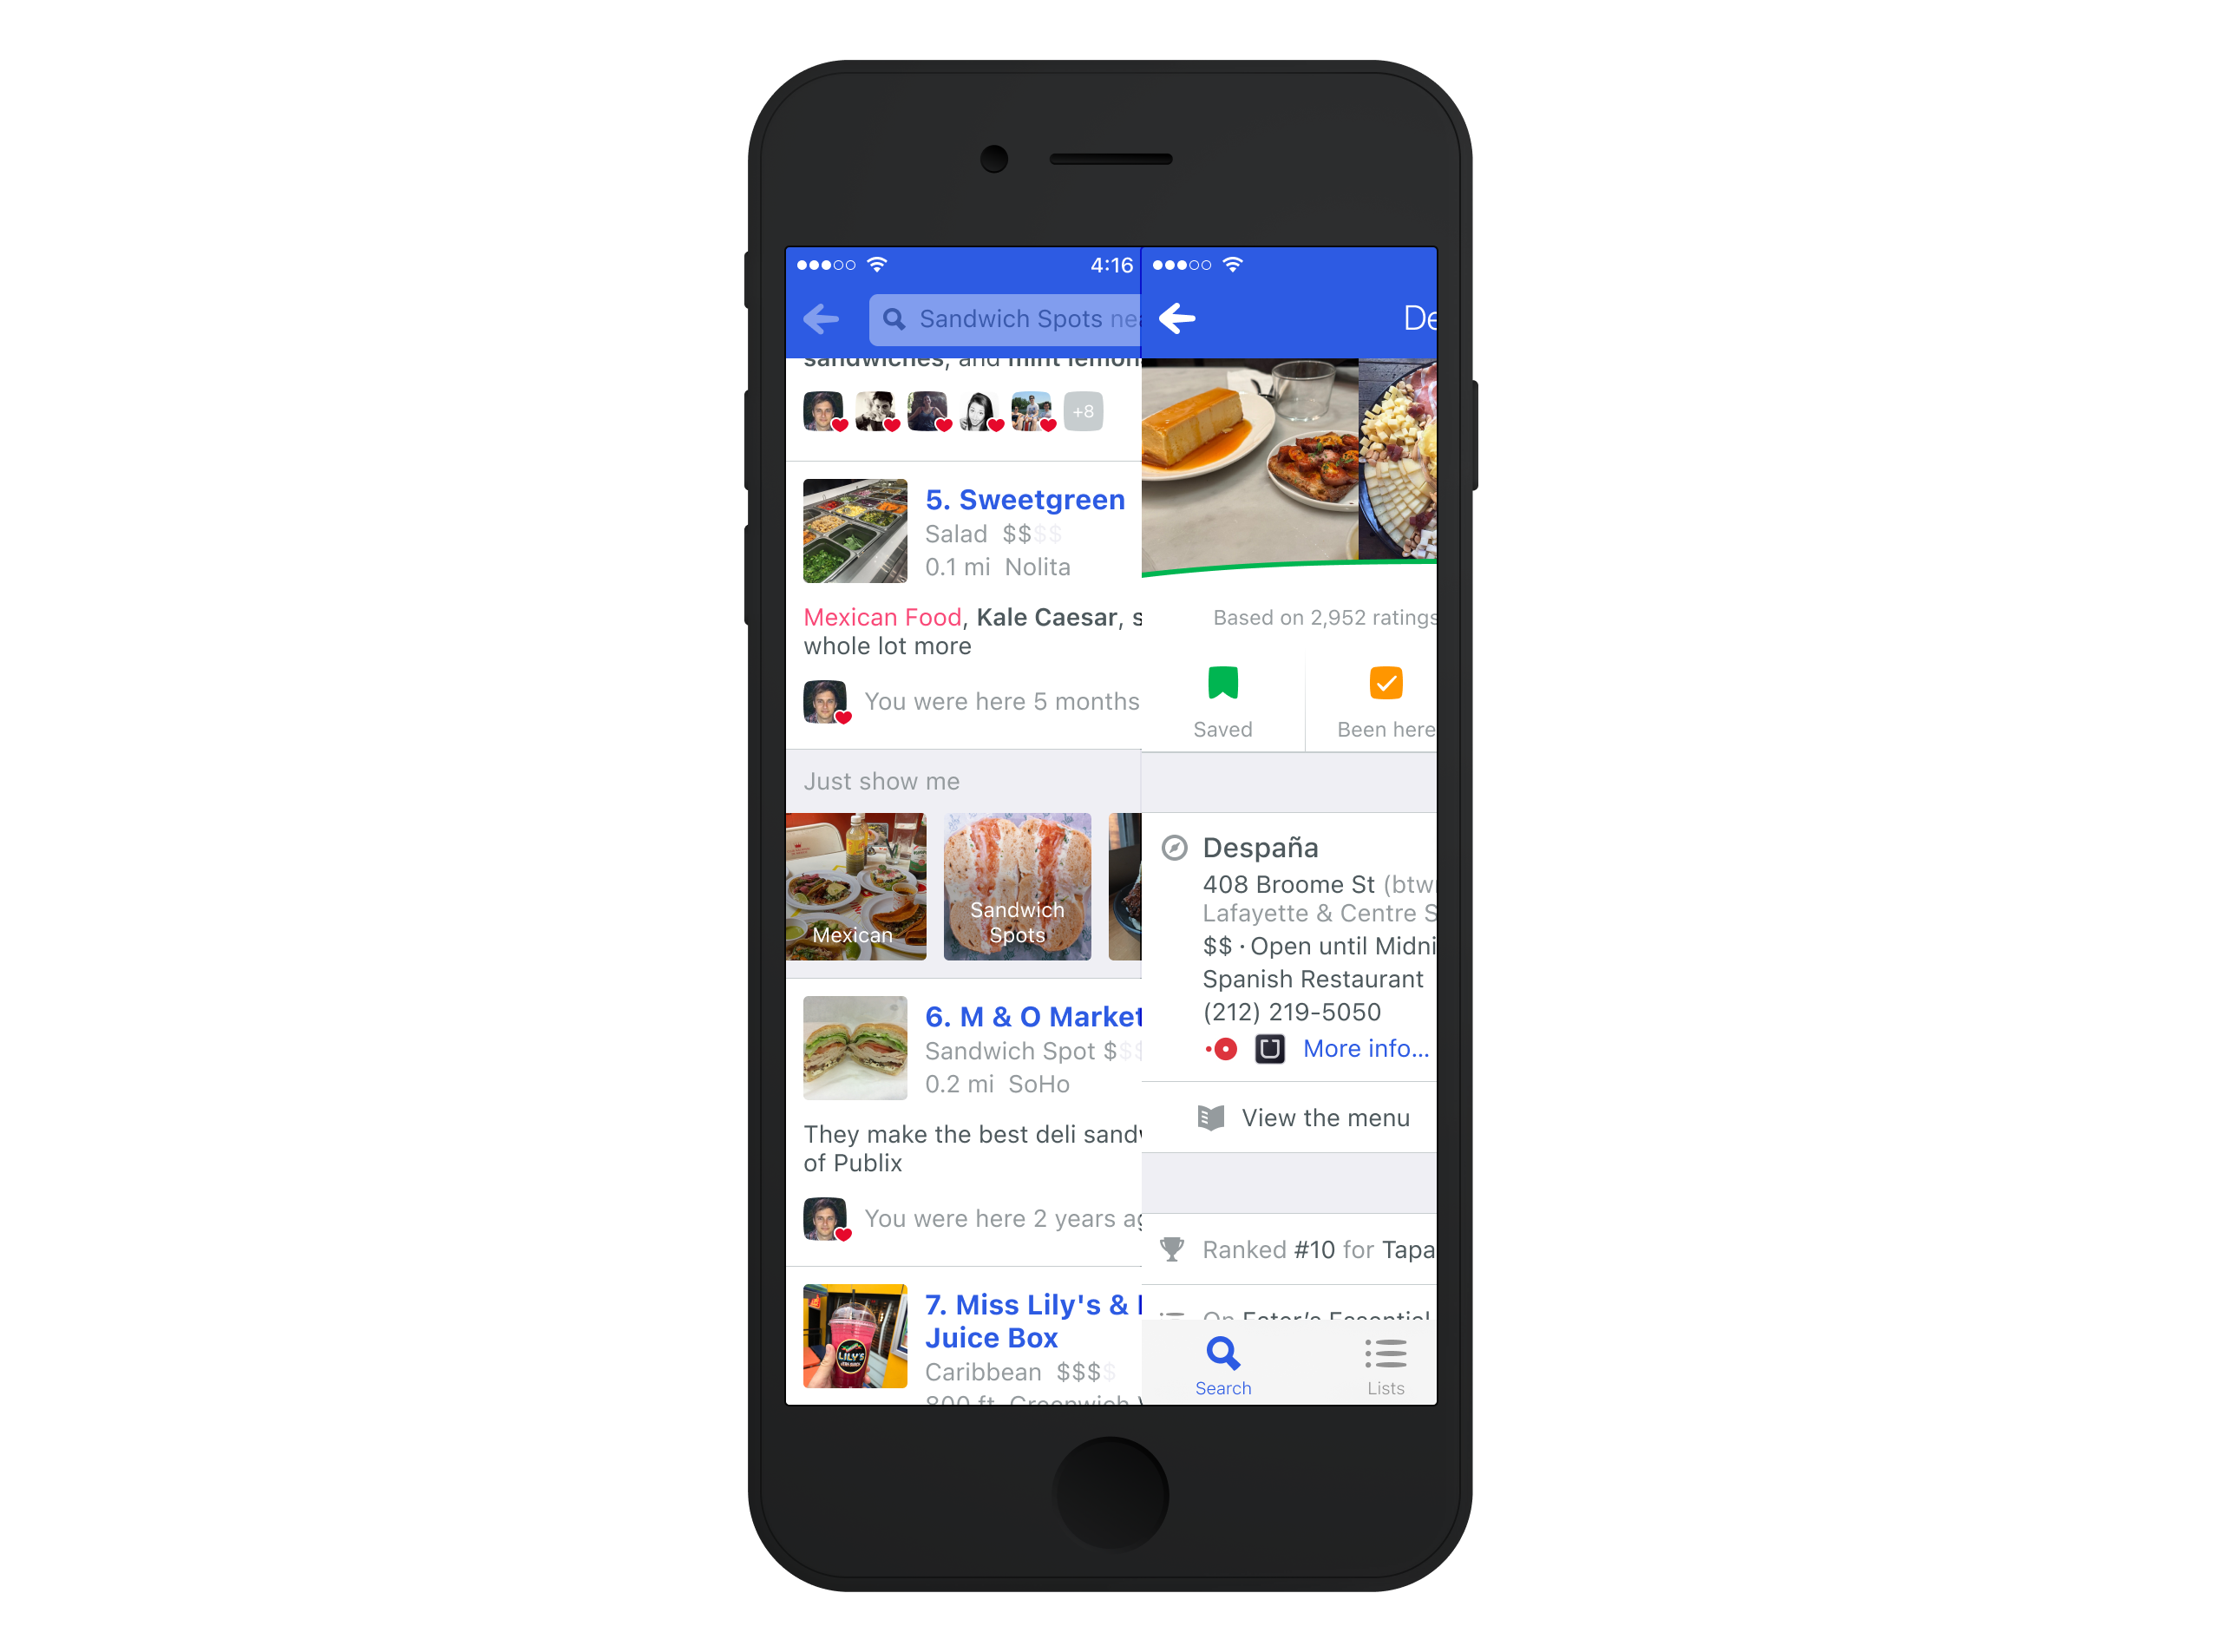 4:16
Sandwich Spots
sandwiches, and mint
+8
5. Sweetgreen
Salad $$$$
0.1 mi Nolita
Mexican Food, Kale Caesar,
whole lot more
You were here 5 months
Just show me
Mexican
Sandwich
Spots
6. M & O Market
Sandwich Spot $$$
0.2 mi SoHo
They make the best deli
of Publix
You were here 2 years
7. Miss Lily's &
Juice Box
LILY'S
Caribbean $$$$
800 ft Greenwich
De
Based on 2,952 ratings
Saved
Been here
Despaña
408 Broome St (btw
Lafayette & Centre S
$$ · Open until Midni
Spanish Restaurant
(212) 219-5050
More info...
View the menu
Ranked #10 for Tapa
On Eater's Essential
Search
Lists